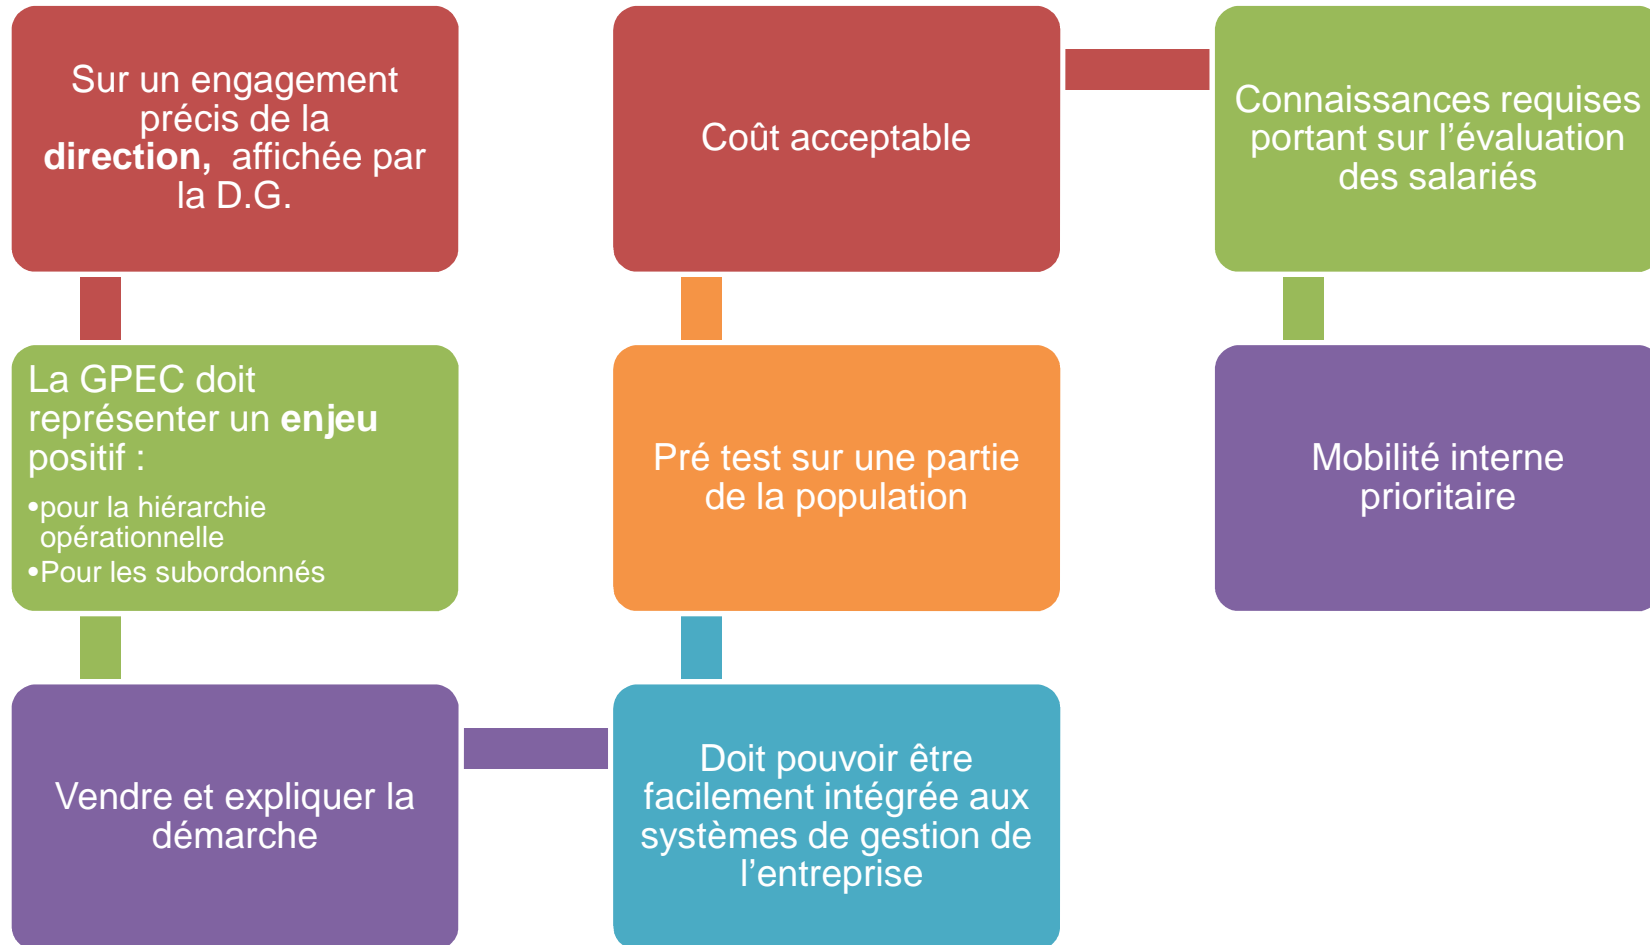 Sur un engagement
précis de la
direction,  affichée par
la D.G.
La GPEC doit
représenter un enjeu
positif :
•pour la hiérarchie
opérationnelle
•Pour les subordonnés
Vendre et expliquer la
démarche
Doit pouvoir être
facilement intégrée aux
systèmes de gestion de
l’entreprise
Pré test sur une partie
de la population
Coût acceptable
Connaissances requises
portant sur l’évaluation
des salariés
Mobilité interne
prioritaire